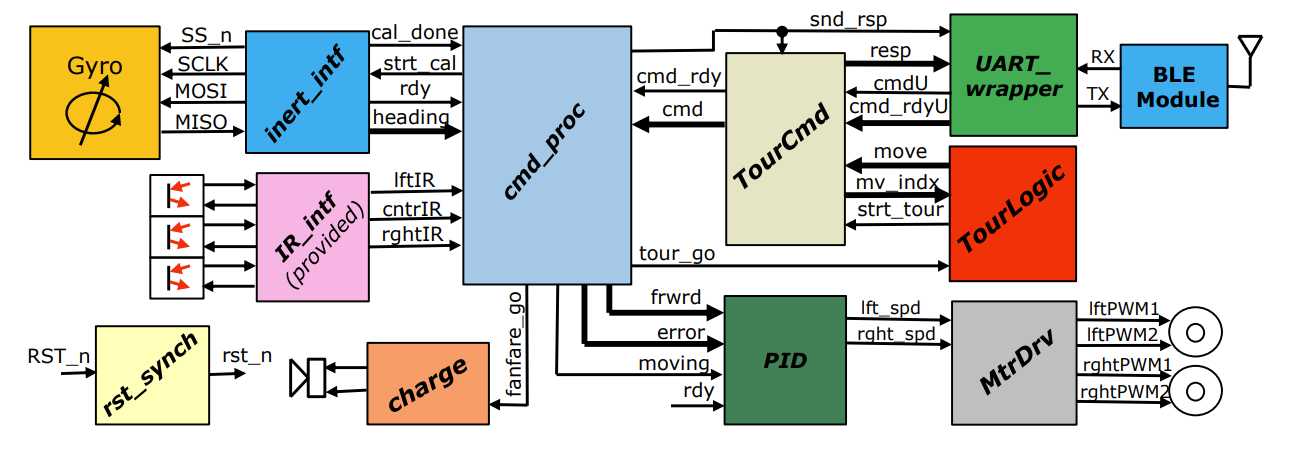 snd_rsp
SS_n
cal_done
Gyro
SCLK
strt_cal
MOSI
rdy
MISO
heading
inert_intf
cmd_proc
cmd_rdy
cmd
TourCmd
resp
cmdU
cmd_rdyU
UART_
wrapper
RX
TX
BLE
Module
move
mv_indx
strt_tour
TourLogic
IR_intf
(provided)
lftIR
cntrIR
rghtIR
tour_go
fanfare_go
frwrd
error
moving
rdy
PID
lft_spd
rght_spd
MtrDrv
lftPWM1
lftPWM2
rghtPWM1
rghtPWM2
RST_n
rst_synch
rst_n
charge